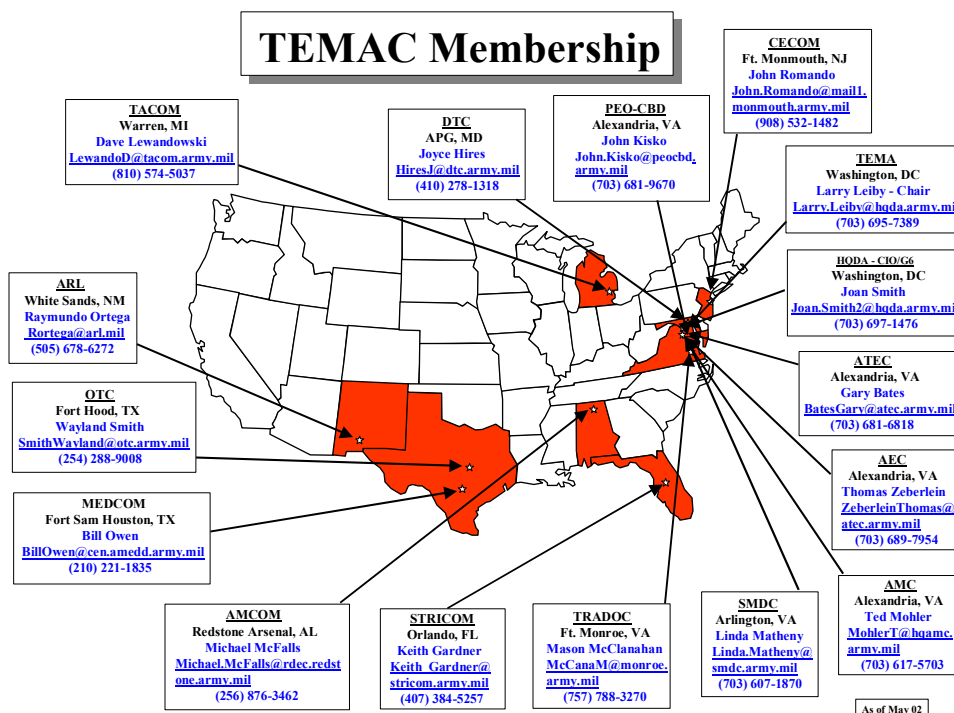 TEMAC Membership
CECOM
Ft. Monmouth, NJ
John Romando
John.Romando@mail1.
monmouth.army.mil
(908) 532-1482
TACOM
Warren, MI
Dave Lewandowski
LewandoD@tacom.army.mil
(810) 574-5037
DTC
APG, MD
Joyce Hires
HiresJ@dtc.army.mil
(410) 278-1318
PEO-CBD
Alexandria, VA
John Kisko
John.Kisko@peocbd.
army.mil
(703) 681-9670
TEMA
Washington, DC
Larry Leiby - Chair
Larry.Leiby@hqda.army.mil
(703) 695-7389
HQDA - CIO/G6
Washington, DC
Joan Smith
Joan.Smith2@hqda.army.mil
(703) 697-1476
ARL
White Sands, NM
Raymundo Ortega
Rortega@arl.mil
(505) 678-6272
ATEC
Alexandria, VA
Gary Bates
BatesGary@atec.army.mil
(703) 681-6818
OTC
Fort Hood, TX
Wayland Smith
SmithWayland@otc.army.mil
(254) 288-9008
AEC
Alexandria, VA
Thomas Zeberlein
ZeberleinThomas@
atec.army.mil
(703) 689-7954
MEDCOM
Fort Sam Houston, TX
Bill Owen
BillOwen@cen.amedd.army.mil
(210) 221-1835
AMCOM
Redstone Arsenal, AL
Michael McFalls
Michael.McFalls@rdec.redst
one.army.mil
(256) 876-3462
STRICOM
Orlando, FL
Keith Gardner
Keith_Gardner@
stricom.army.mil
(407) 384-5257
TRADOC
Ft. Monroe, VA
Mason McClanahan
McCanaM@monroe.
army.mil
(757) 788-3270
SMDC
Arlington, VA
Linda Matheny
Linda.Matheny@
smdc.army.mil
(703) 607-1870
AMC
Alexandria, VA
Ted Mohler
MohlerT@hqamc.
army.mil
(703) 617-5703
As of May 02